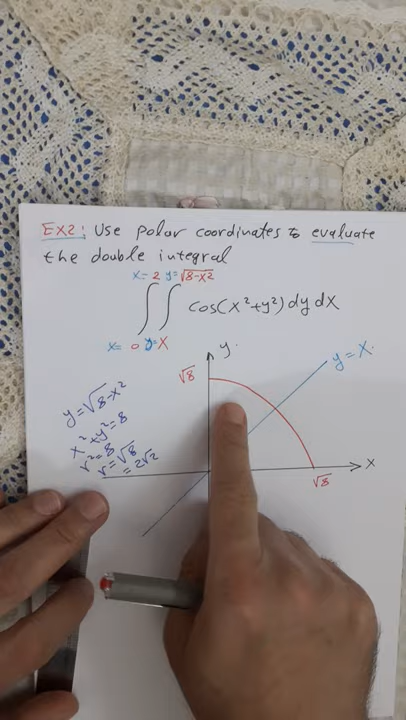 EX2: Use polar coordinates to evaluate
the double integral
x=2 y=√8-x²
∫∫ cos(x²+y²) dy dx
x=0 y=x
y
y=x
√8
y=√8-x²
x²+y²=8
r²=8
r=√8
=2√2
x
√8